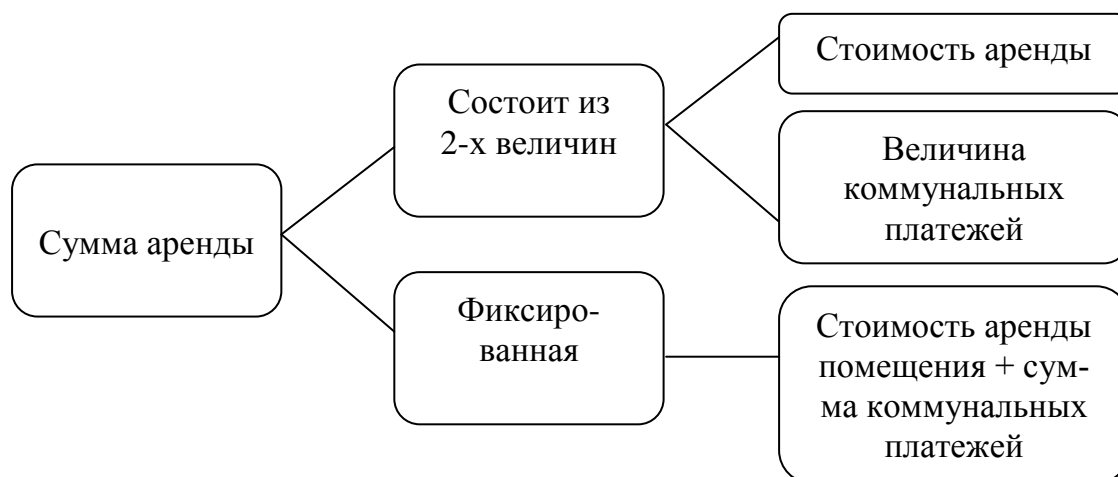 Сумма аренды
Состоит из
2-х величин
Фиксиро-
ванная
Стоимость аренды
Величина
коммунальных
платежей
Стоимость аренды
помещения + сум-
ма коммунальных
платежей